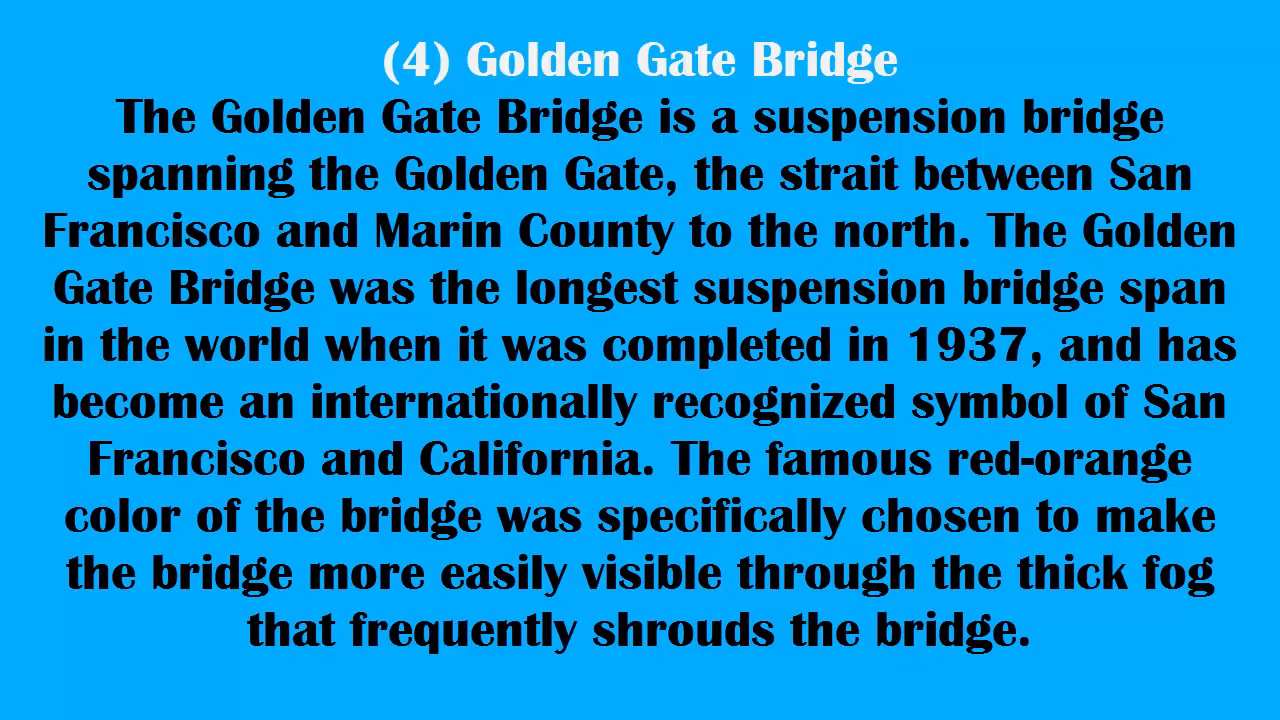 (4) Golden Gate Bridge
The Golden Gate Bridge is a suspension bridge
spanning the Golden Gate, the strait between San
Francisco and Marin County to the north. The Golden
Gate Bridge was the longest suspension bridge span
in the world when it was completed in 1937, and has
become an internationally recognized symbol of San
Francisco and California. The famous red-orange
color of the bridge was specifically chosen to make
the bridge more easily visible through the thick fog
that frequently shrouds the bridge.